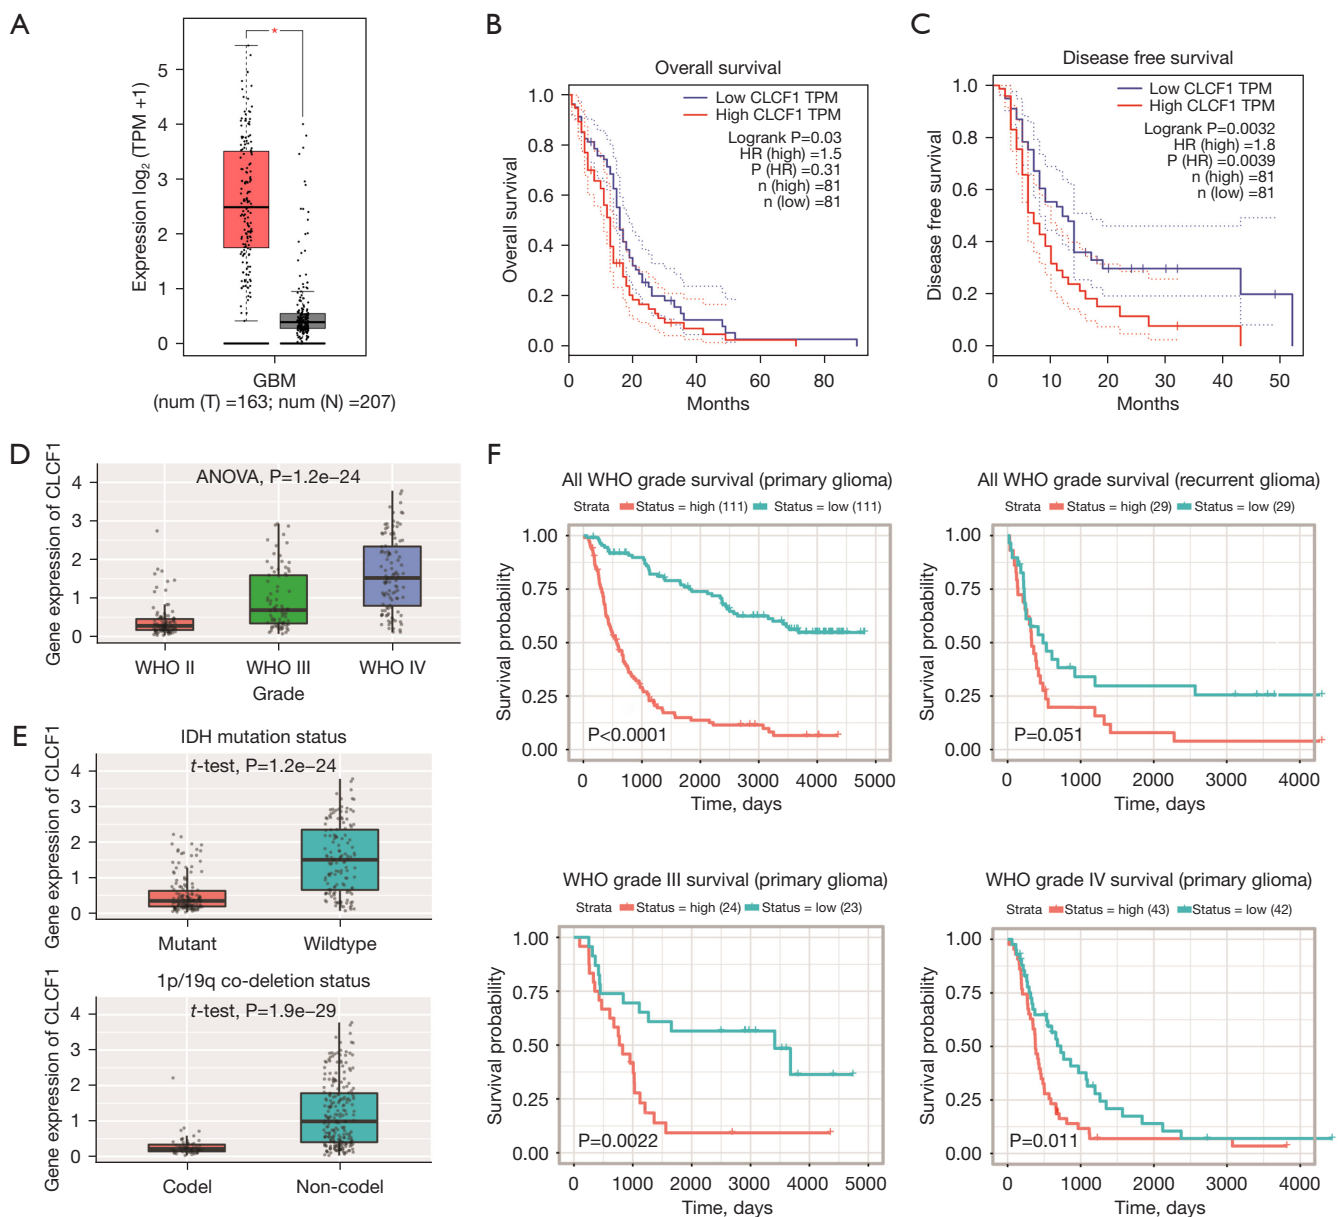 A
*
Expression log2 (TPM +1)
5
4
3
2
1
0
GBM
(num (T) =163; num (N) =207)
B
Overall survival
Low CLCF1 TPM
High CLCF1 TPM
Logrank P=0.03
HR (high) =1.5
P (HR) =0.31
n (high) =81
n (low) =81
Overall survival
1.0
0.8
0.6
0.4
0.2
0.0
0 20 40 60 80
Months
C
Disease free survival
Low CLCF1 TPM
High CLCF1 TPM
Logrank P=0.0032
HR (high) =1.8
P (HR) =0.0039
n (high) =81
n (low) =81
Disease free survival
1.0
0.8
0.6
0.4
0.2
0.0
0 10 20 30 40 50
Months
D
Gene expression of CLCF1
ANOVA, P=1.2e−24
4
3
2
1
0
WHO II WHO III WHO IV
Grade
E
IDH mutation status
t-test, P=1.2e−24
Gene expression of CLCF1
4
3
2
1
0
Mutant Wildtype
1p/19q co-deletion status
t-test, P=1.9e−29
Gene expression of CLCF1
4
3
2
1
0
Codel Non-codel
F
All WHO grade survival (primary glioma)
Strata Status = high (111) Status = low (111)
Survival probability
1.00
0.75
0.50
0.25
0.00
P<0.0001
0 1000 2000 3000 4000 5000
Time, days
All WHO grade survival (recurrent glioma)
Strata Status = high (29) Status = low (29)
Survival probability
1.00
0.75
0.50
0.25
0.00
P=0.051
0 1000 2000 3000 4000
Time, days
WHO grade III survival (primary glioma)
Strata Status = high (24) Status = low (23)
Survival probability
1.00
0.75
0.50
0.25
0.00
P=0.0022
0 1000 2000 3000 4000 5000
Time, days
WHO grade IV survival (primary glioma)
Strata Status = high (43) Status = low (42)
Survival probability
1.00
0.75
0.50
0.25
0.00
P=0.011
0 1000 2000 3000 4000
Time, days